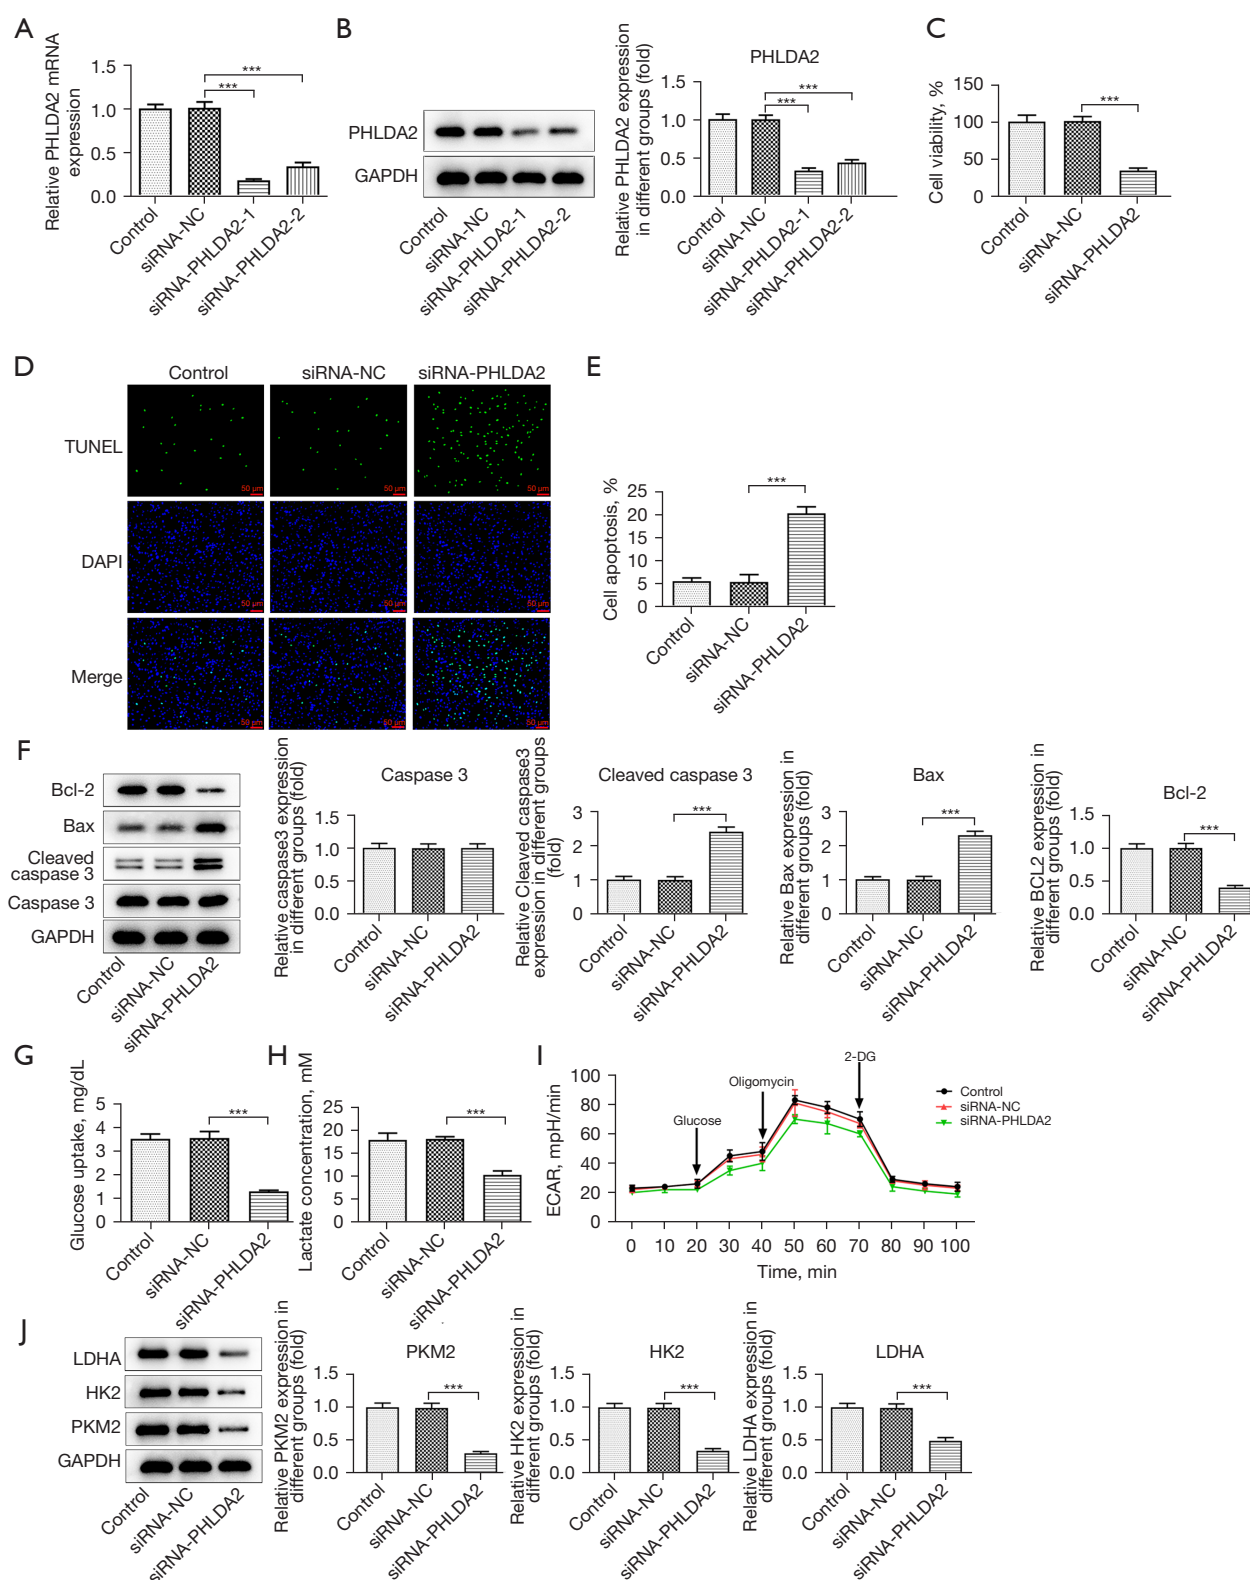 A
Relative PHLDA2 mRNA
expression
1.5
1.0
0.5
0.0
***
***
Control
siRNA-NC
siRNA-PHLDA2-1
siRNA-PHLDA2-2
B
PHLDA2
GAPDH
Control
siRNA-NC
siRNA-PHLDA2-1
siRNA-PHLDA2-2
Relative PHLDA2 expression
in different groups (fold)
PHLDA2
1.5
1.0
0.5
0.0
***
***
Control
siRNA-NC
siRNA-PHLDA2-1
siRNA-PHLDA2-2
C
Cell viability, %
150
100
50
0
***
Control
siRNA-NC
siRNA-PHLDA2
D
Control
siRNA-NC
siRNA-PHLDA2
TUNEL
50 μm
50 μm
50 μm
DAPI
50 μm
50 μm
50 μm
Merge
50 μm
50 μm
50 μm
E
Cell apoptosis, %
25
20
15
10
5
0
***
Control
siRNA-NC
siRNA-PHLDA2
F
Bcl-2
Bax
Cleaved
caspase 3
Caspase 3
GAPDH
Control
siRNA-NC
siRNA-PHLDA2
Relative caspase3 expression
in different groups (fold)
Caspase 3
1.5
1.0
0.5
0.0
Control
siRNA-NC
siRNA-PHLDA2
Relative Cleaved caspase3
expression in different groups
(fold)
Cleaved caspase 3
3
2
1
0
***
Control
siRNA-NC
siRNA-PHLDA2
Relative Bax expression in
different groups (fold)
Bax
3
2
1
0
***
Control
siRNA-NC
siRNA-PHLDA2
Relative BCL2 expression in
different groups (fold)
Bcl-2
1.5
1.0
0.5
0.0
***
Control
siRNA-NC
siRNA-PHLDA2
G
Glucose uptake, mg/dL
5
4
3
2
1
0
***
Control
siRNA-NC
siRNA-PHLDA2
H
Lactate concentration, mM
25
20
15
10
5
0
***
Control
siRNA-NC
siRNA-PHLDA2
I
ECAR, mpH/min
100
80
60
40
20
0
Glucose
Oligomycin
2-DG
Control
siRNA-NC
siRNA-PHLDA2
0 10 20 30 40 50 60 70 80 90 100
Time, min
J
LDHA
HK2
PKM2
GAPDH
Control
siRNA-NC
siRNA-PHLDA2
Relative PKM2 expression in
different groups (fold)
PKM2
1.5
1.0
0.5
0.0
***
Control
siRNA-NC
siRNA-PHLDA2
Relative HK2 expression in
different groups (fold)
HK2
1.5
1.0
0.5
0.0
***
Control
siRNA-NC
siRNA-PHLDA2
Relative LDHA expression in
different groups (fold)
LDHA
1.5
1.0
0.5
0.0
***
Control
siRNA-NC
siRNA-PHLDA2